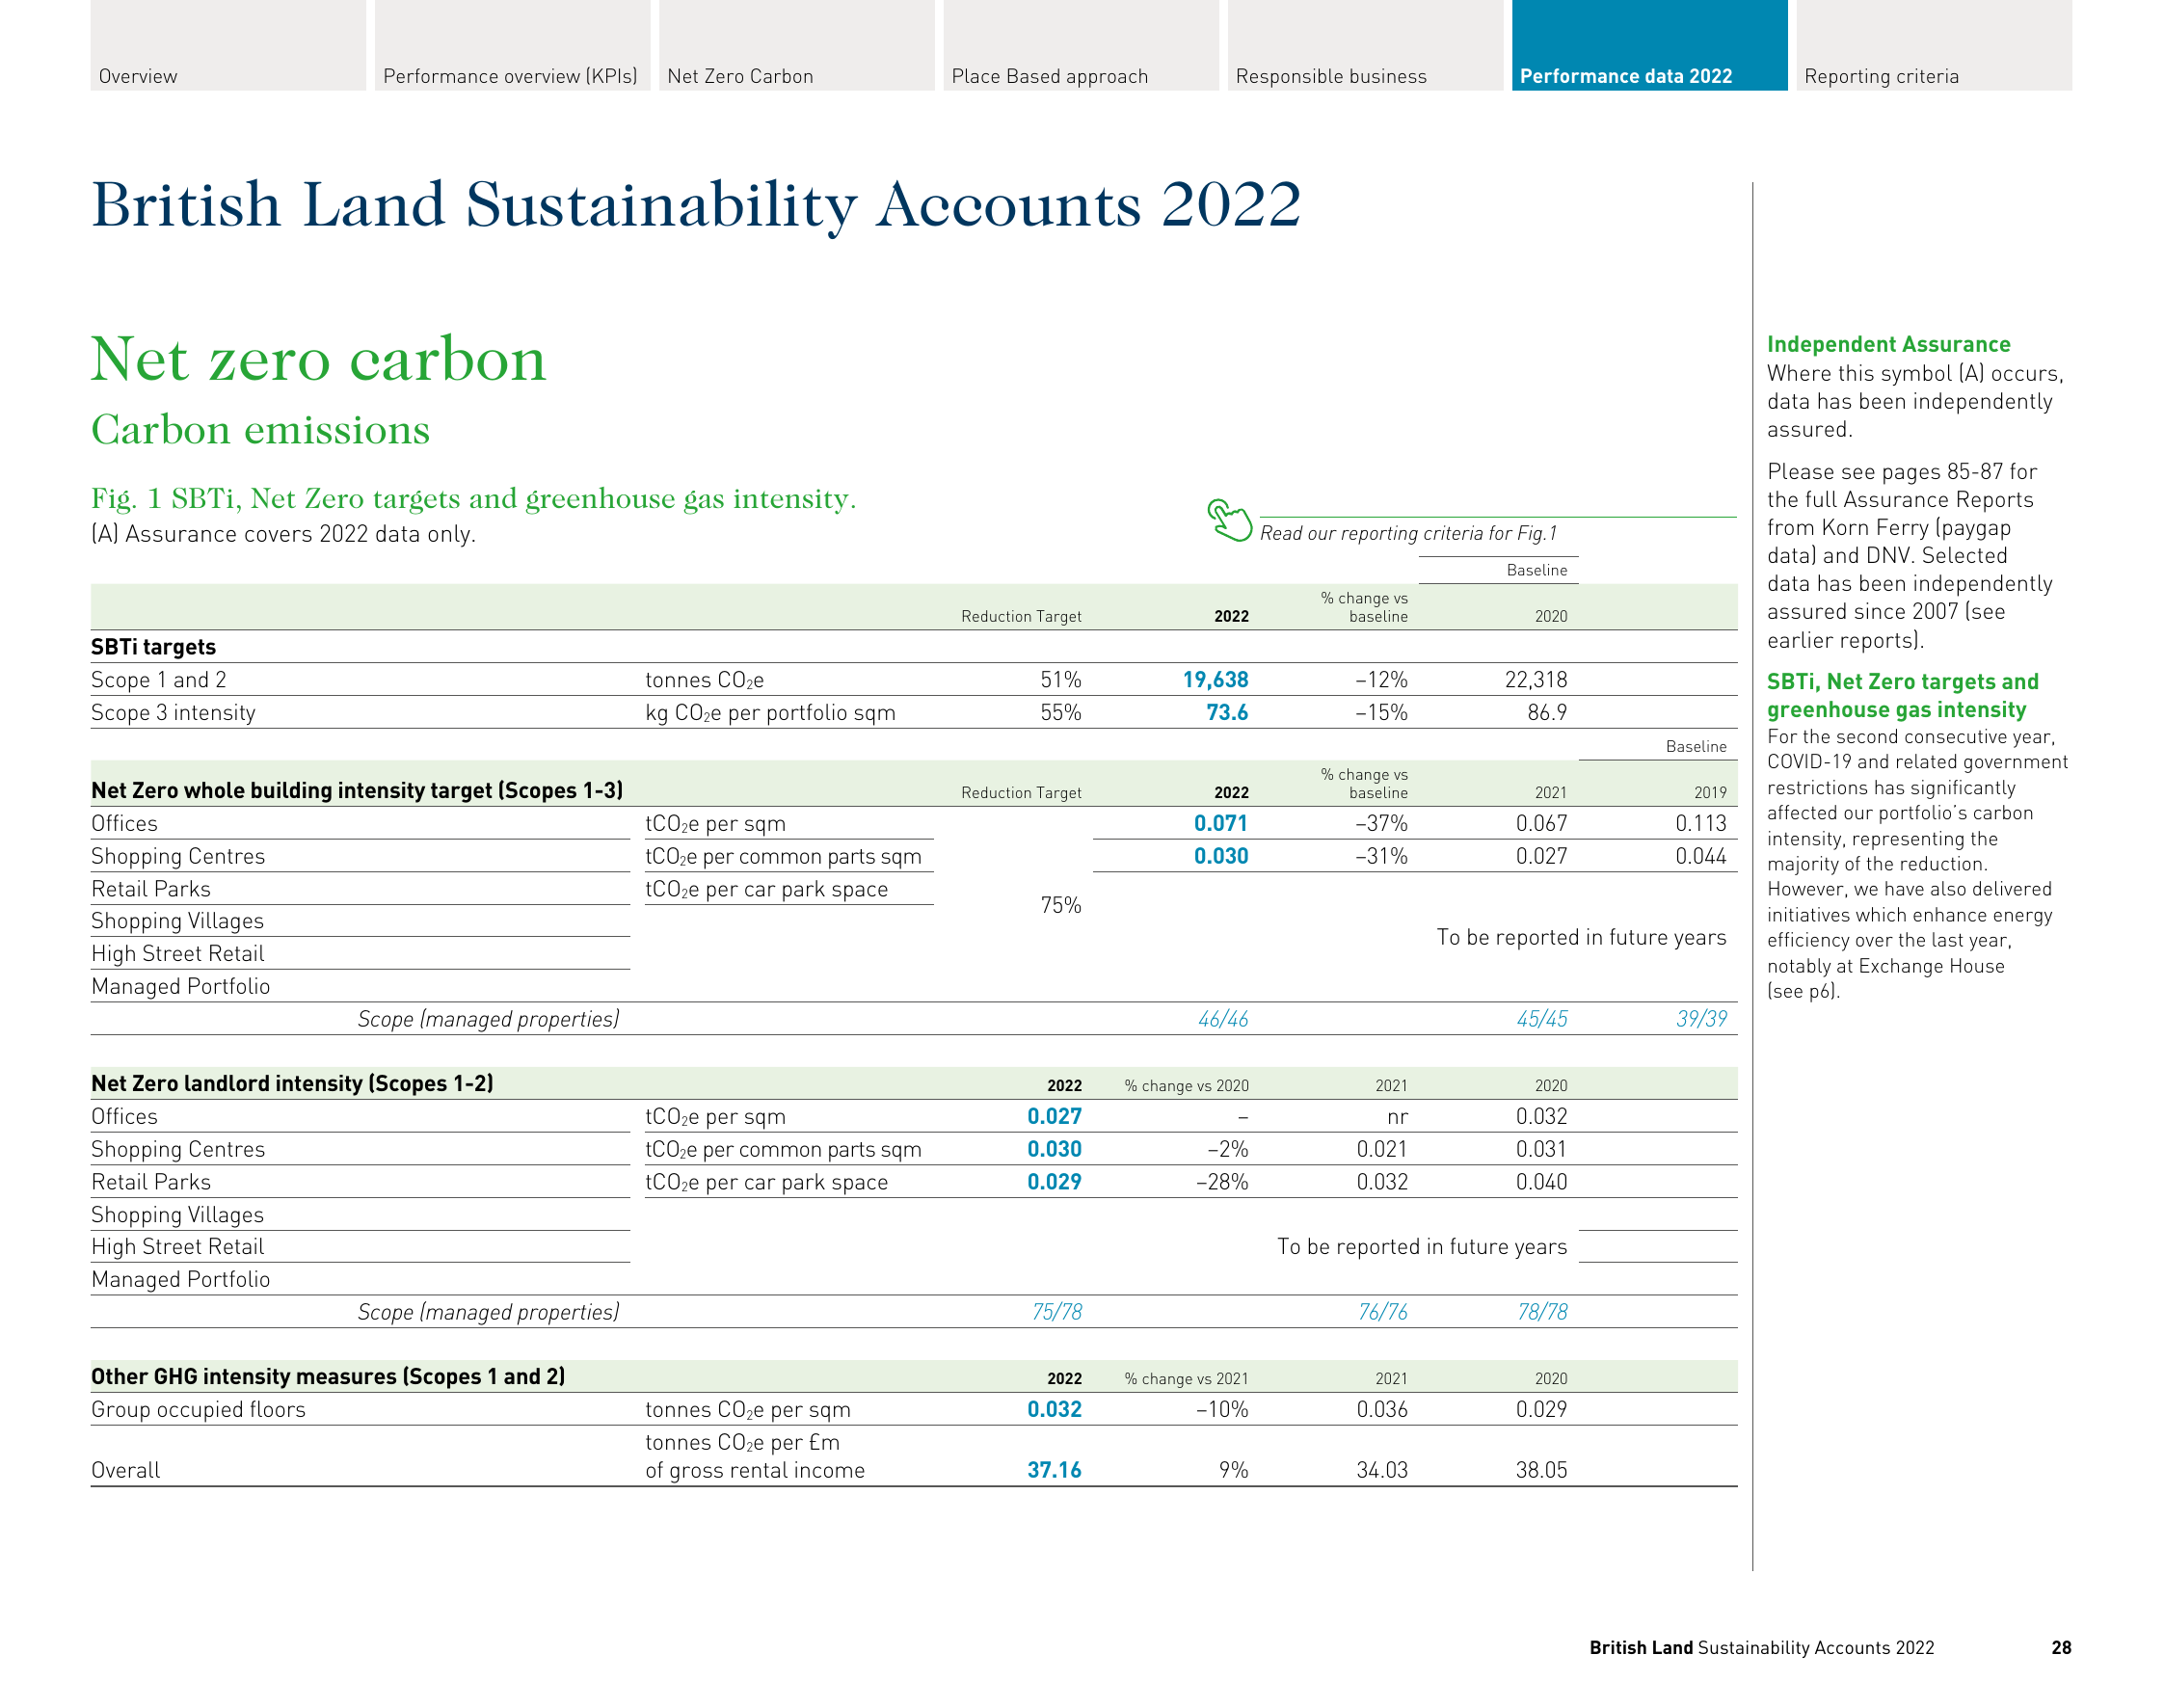 Overview
Performance overview (KPIs)
Net Zero Carbon
Place Based approach
Responsible business
Performance data 2022
Reporting criteria
British Land Sustainability Accounts 2022
Net zero carbon
Carbon emissions
Fig. 1 SBTi, Net Zero targets and greenhouse gas intensity.
(A) Assurance covers 2022 data only.
Read our reporting criteria for Fig.1
Baseline
Reduction Target 2022 % change vs baseline 2020
SBTi targets
Scope 1 and 2 tonnes CO₂e 51% 19,638 –12% 22,318
Scope 3 intensity kg CO₂e per portfolio sqm 55% 73.6 –15% 86.9
Baseline
Net Zero whole building intensity target (Scopes 1-3) Reduction Target 2022 % change vs baseline 2021 2019
Offices tCO₂e per sqm 0.071 –37% 0.067 0.113
Shopping Centres tCO₂e per common parts sqm 0.030 –31% 0.027 0.044
Retail Parks tCO₂e per car park space
75%
Shopping Villages
To be reported in future years
High Street Retail
Managed Portfolio
Scope (managed properties) 46/46 45/45 39/39
Net Zero landlord intensity (Scopes 1-2) 2022 % change vs 2020 2021 2020
Offices tCO₂e per sqm 0.027 – nr 0.032
Shopping Centres tCO₂e per common parts sqm 0.030 –2% 0.021 0.031
Retail Parks tCO₂e per car park space 0.029 –28% 0.032 0.040
Shopping Villages
High Street Retail To be reported in future years
Managed Portfolio
Scope (managed properties) 75/78 76/76 78/78
Other GHG intensity measures (Scopes 1 and 2) 2022 % change vs 2021 2021 2020
Group occupied floors tonnes CO₂e per sqm 0.032 –10% 0.036 0.029
tonnes CO₂e per £m
Overall of gross rental income 37.16 9% 34.03 38.05
Independent Assurance
Where this symbol (A) occurs,
data has been independently
assured.
Please see pages 85-87 for
the full Assurance Reports
from Korn Ferry (paygap
data) and DNV. Selected
data has been independently
assured since 2007 (see
earlier reports).
SBTi, Net Zero targets and
greenhouse gas intensity
For the second consecutive year,
COVID-19 and related government
restrictions has significantly
affected our portfolio's carbon
intensity, representing the
majority of the reduction.
However, we have also delivered
initiatives which enhance energy
efficiency over the last year,
notably at Exchange House
(see p6).
British Land Sustainability Accounts 2022 28